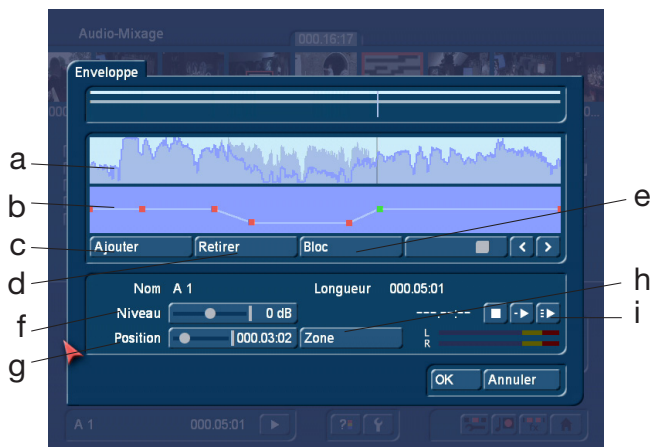 Audio-Mixage
000.16:17
Enveloppe
a
b
c
d
e
f
g
h
i
Ajouter Retirer Bloc
Nom A 1 Longueur 000.05:01
Niveau 0 dB ---.--:--
Position 000.03:02 Zone
L
R
OK Annuler
A 1 000.05:01 ?